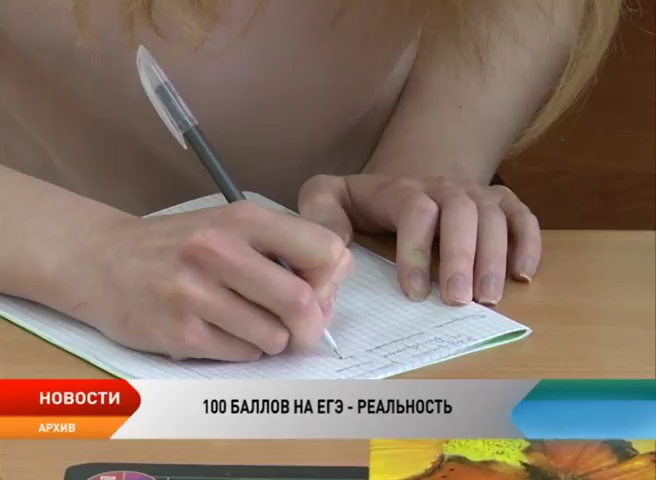 НОВОСТИ
АРХИВ
100 БАЛЛОВ НА ЕГЭ - РЕАЛЬНОСТЬ